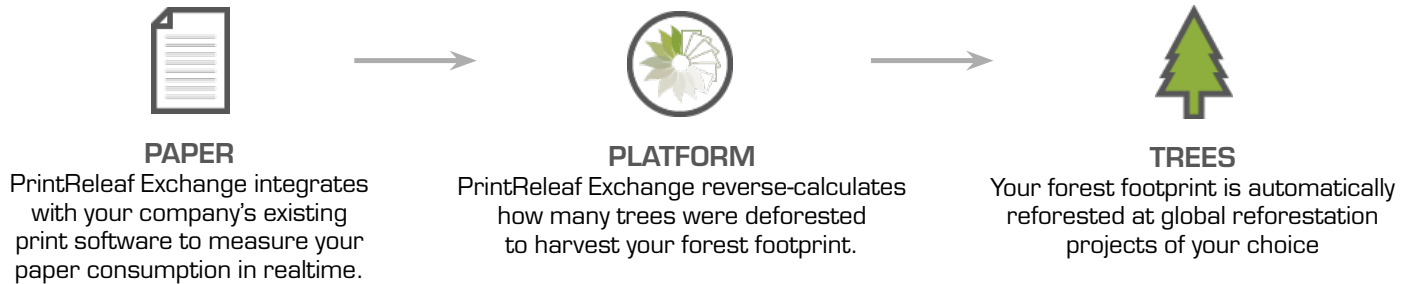 PAPER
PrintReleaf Exchange integrates
with your company's existing
print software to measure your
paper consumption in realtime.
PLATFORM
PrintReleaf Exchange reverse-calculates
how many trees were deforested
to harvest your forest footprint.
TREES
Your forest footprint is automatically
reforested at global reforestation
projects of your choice